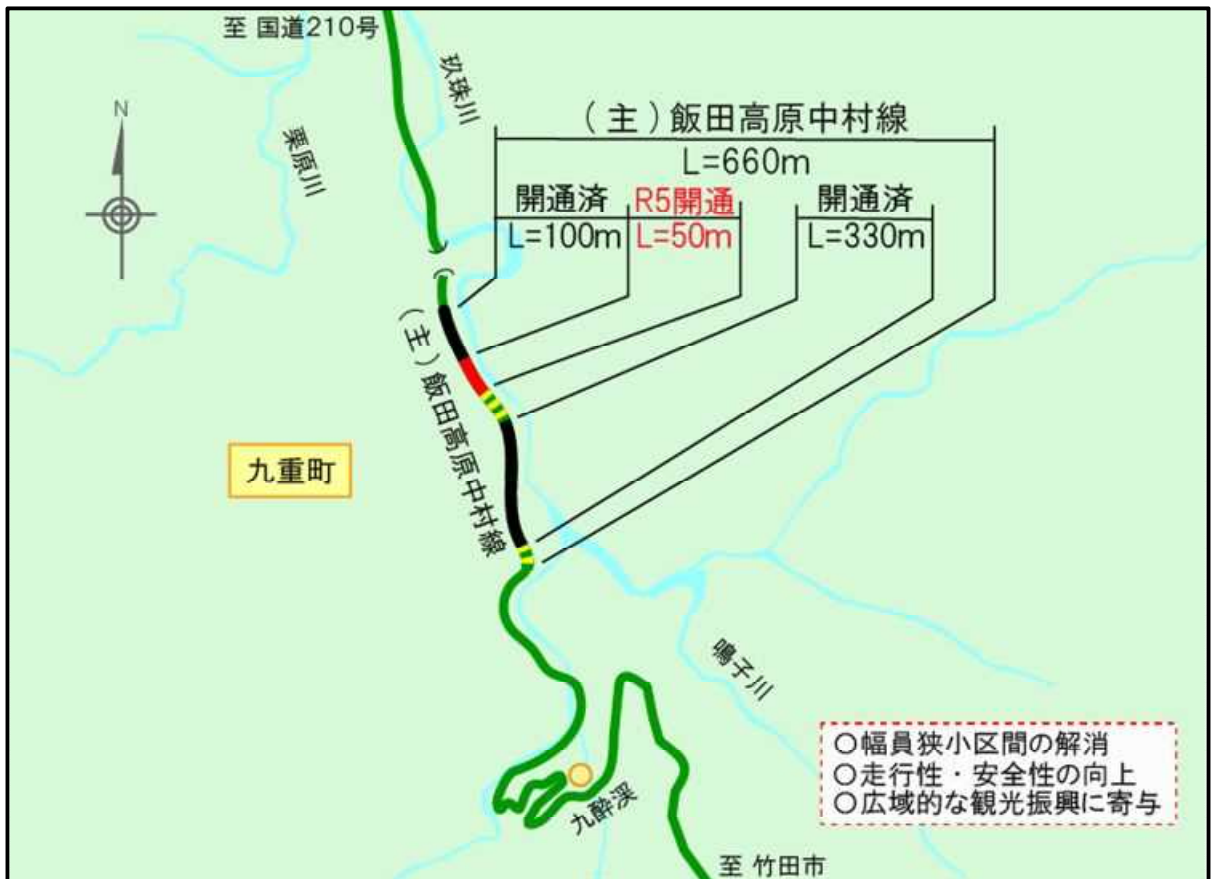 至 国道210号
玖珠川
N
栗原川
(主)飯田高原中村線
L=660m
開通済
L=100m
R5開通
L=50m
開通済
L=330m
(主)飯田高原中村線
九重町
鳴子川
九酔渓
○幅員狭小区間の解消
○走行性・安全性の向上
○広域的な観光振興に寄与
至 竹田市